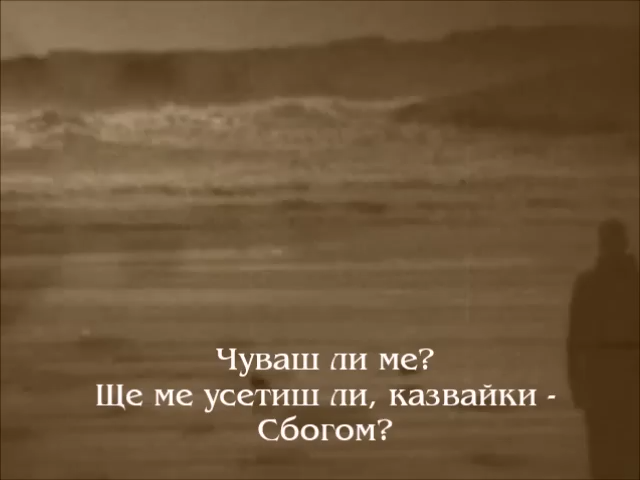 Чуваш ли ме?
Ще ме усетиш ли, казвайки -
Сбогом?